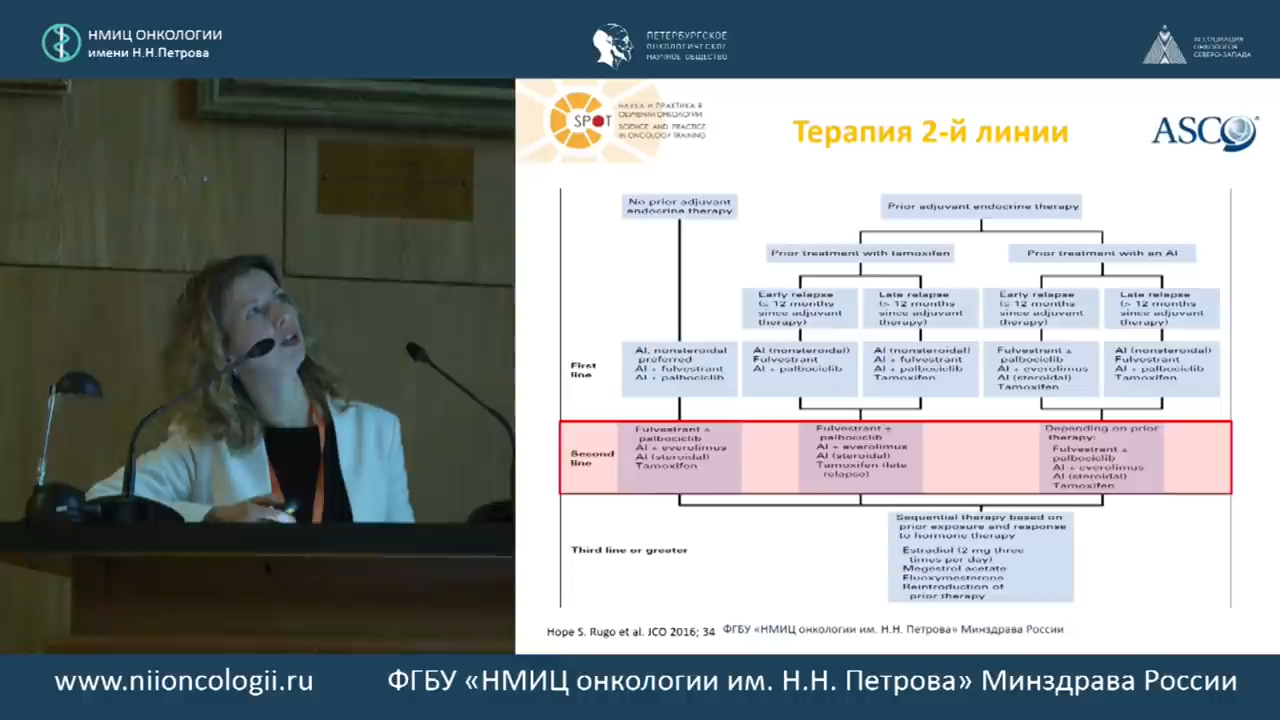 НМИЦ ОНКОЛОГИИ
имени Н.Н.Петрова
ПЕТЕРБУРГСКОЕ
ОНКОЛОГИЧЕСКОЕ
НАУЧНОЕ ОБЩЕСТВО
АССОЦИАЦИЯ
ОНКОЛОГОВ
СЕВЕРО-ЗАПАДА
SPOT
НАУКА И ПРАКТИКА В
ОБУЧЕНИИ ОНКОЛОГИИ
SCIENCE AND PRACTICE
IN ONCOLOGY TRAINING
Терапия 2-й линии
ASCO
No prior adjuvant
endocrine therapy
Prior adjuvant endocrine therapy
Prior treatment with tamoxifen
Prior treatment with an AI
Early relapse
(≤ 12 months
since adjuvant
therapy)
Late relapse
(> 12 months
since adjuvant
therapy)
Early relapse
(≤ 12 months
since adjuvant
therapy)
Late relapse
(> 12 months
since adjuvant
therapy)
First
line
AI, nonsteroidal
preferred
AI + fulvestrant
AI + palbociclib
AI (nonsteroidal)
Fulvestrant
AI + palbociclib
AI (nonsteroidal)
AI + fulvestrant
AI + palbociclib
Tamoxifen
Fulvestrant ±
palbociclib
AI + everolimus
AI (steroidal)
Tamoxifen
AI (nonsteroidal)
Fulvestrant
AI + palbociclib
Tamoxifen
Second
line
Fulvestrant ±
palbociclib
AI + everolimus
AI (steroidal)
Tamoxifen
Fulvestrant ±
palbociclib
AI + everolimus
AI (steroidal)
Tamoxifen (late
relapse)
Depending on prior
therapy:
Fulvestrant ±
palbociclib
AI + everolimus
AI (steroidal)
Tamoxifen
Third line or greater
Sequential therapy based on
prior exposure and response
to hormone therapy
Estradiol (2 mg three
times per day)
Megestrol acetate
Fluoxymesterone
Reintroduction of
prior therapy
Hope S. Rugo et al. JCO 2016; 34
ФГБУ «НМИЦ онкологии им. Н.Н. Петрова» Минздрава России
www.niioncologii.ru
ФГБУ «НМИЦ онкологии им. Н.Н. Петрова» Минздрава России